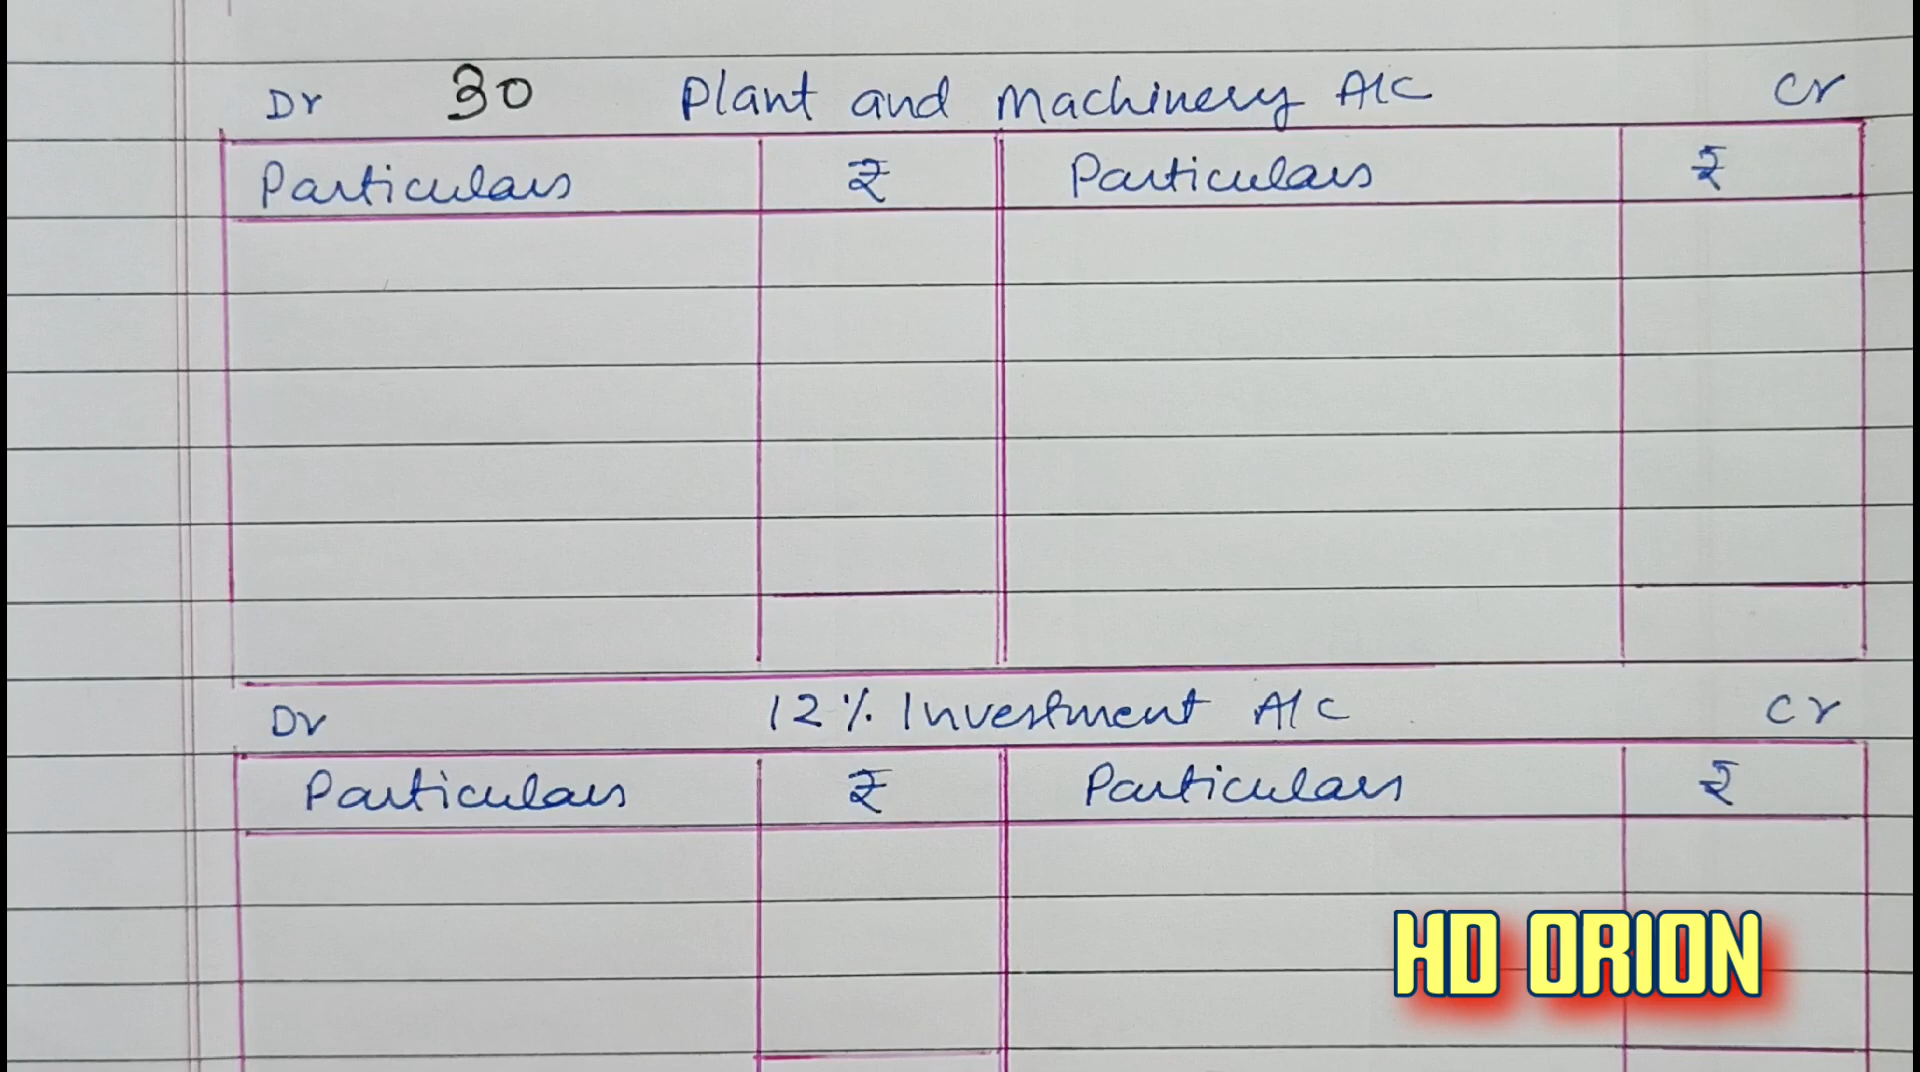 Dr 30 Plant and Machinery A/C Cr
Particulars ₹ Particulars ₹
Dr 12% Investment A/C Cr
Particulars ₹ Particulars ₹
HD ORION